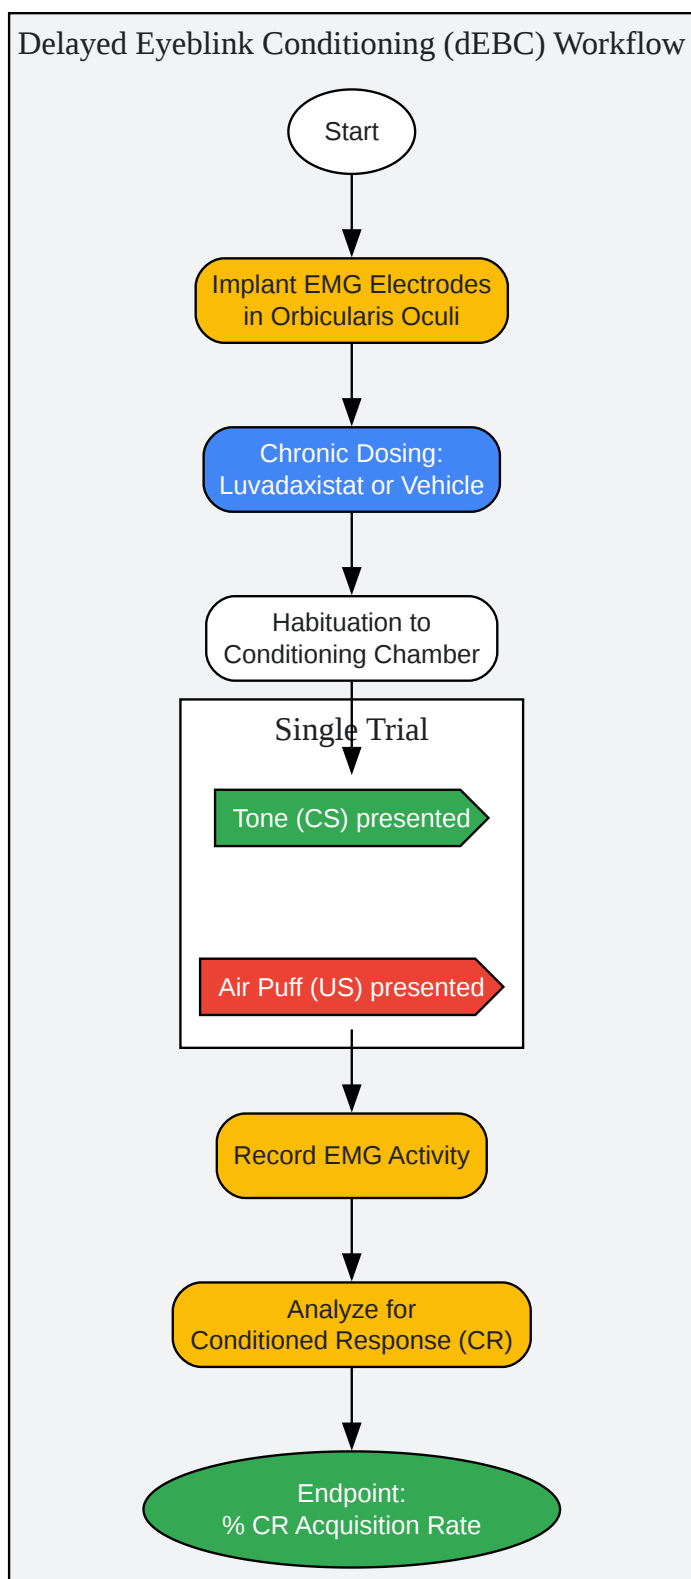 Delayed Eyeblink Conditioning (dEBC) Workflow
Start
Implant EMG Electrodes
in Orbicularis Oculi
Chronic Dosing:
Luvadaxistat or Vehicle
Habituation to
Conditioning Chamber
Single Trial
Tone (CS) presented
Air Puff (US) presented
Record EMG Activity
Analyze for
Conditioned Response (CR)
Endpoint:
% CR Acquisition Rate